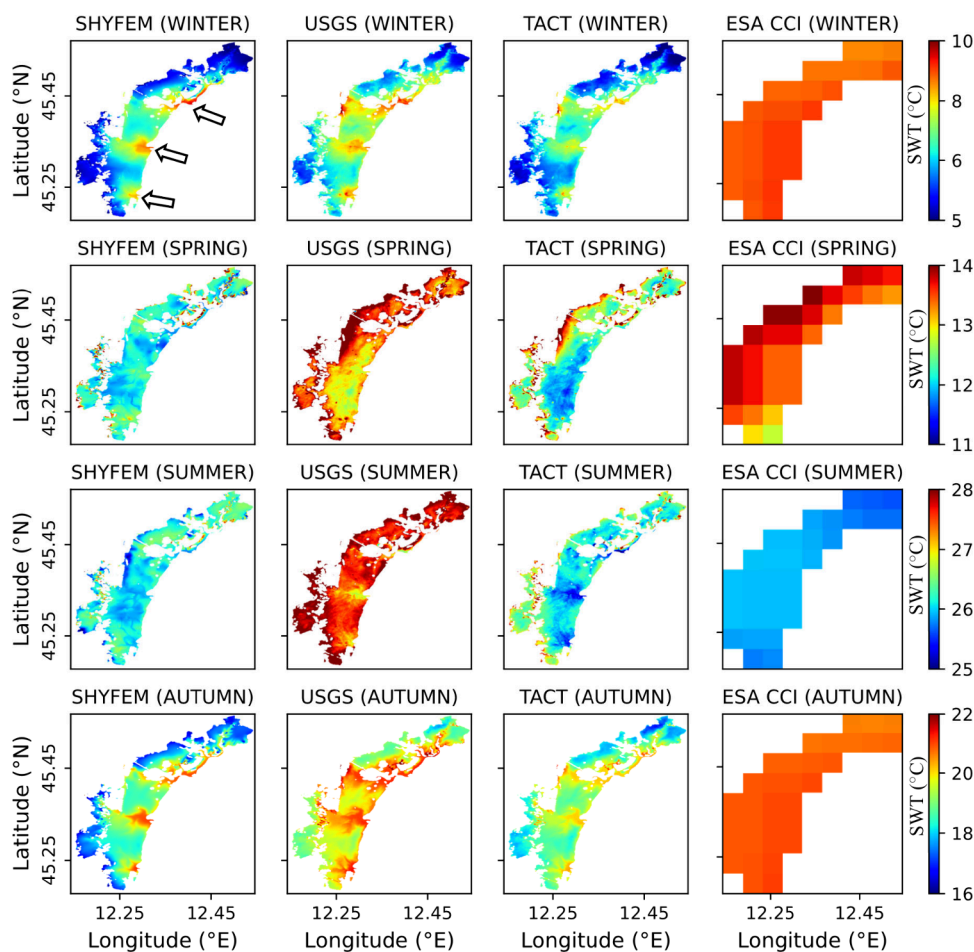 SHYFEM (WINTER) USGS (WINTER) TACT (WINTER) ESA CCI (WINTER)
Latitude (°N)
45.45
45.25
10
8
6
5
SWT (°C)
SHYFEM (SPRING) USGS (SPRING) TACT (SPRING) ESA CCI (SPRING)
Latitude (°N)
45.45
45.25
14
13
12
11
SWT (°C)
SHYFEM (SUMMER) USGS (SUMMER) TACT (SUMMER) ESA CCI (SUMMER)
Latitude (°N)
45.45
45.25
28
27
26
25
SWT (°C)
SHYFEM (AUTUMN) USGS (AUTUMN) TACT (AUTUMN) ESA CCI (AUTUMN)
Latitude (°N)
45.45
45.25
22
20
18
16
SWT (°C)
12.25 12.45 12.25 12.45 12.25 12.45 12.25 12.45
Longitude (°E) Longitude (°E) Longitude (°E) Longitude (°E)